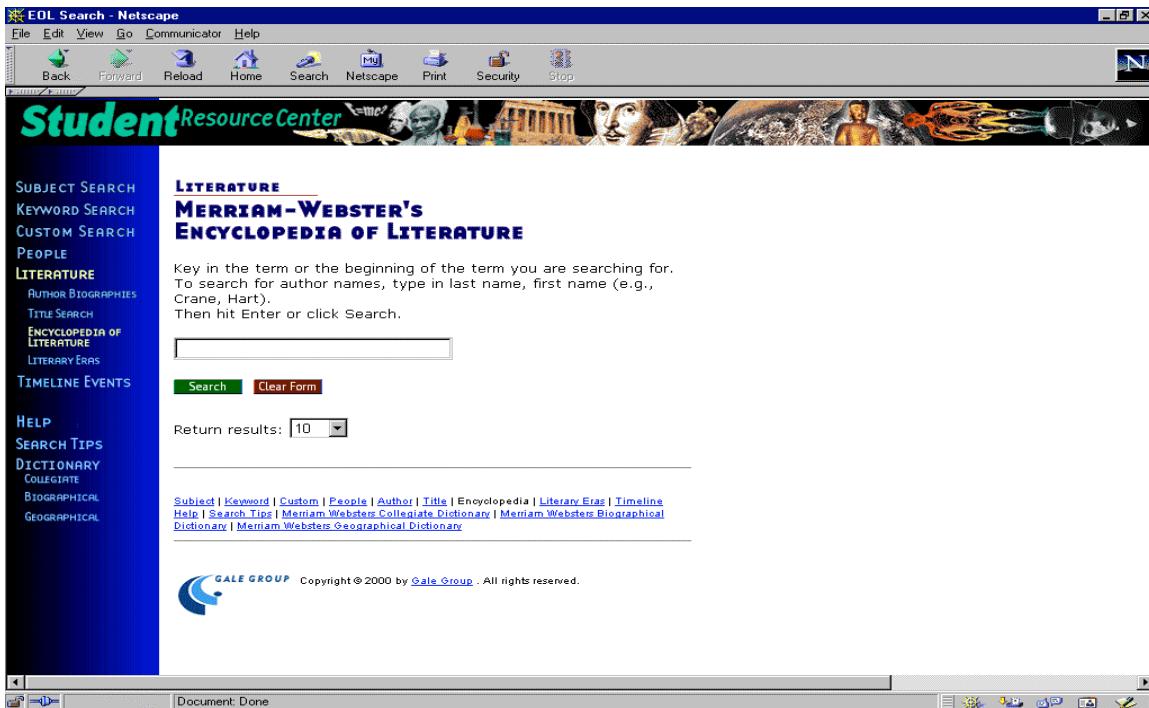 EOL Search - Netscape
File Edit View Go Communicator Help
Back Forward Reload Home Search Netscape Print Security Stop
My
N
Student Resource Center
E=mc²
SUBJECT SEARCH
KEYWORD SEARCH
CUSTOM SEARCH
PEOPLE
LITERATURE
AUTHOR BIOGRAPHIES
TITLE SEARCH
ENCYCLOPEDIA OF
LITERATURE
LITERARY ERAS
TIMELINE EVENTS
HELP
SEARCH TIPS
DICTIONARY
COLLEGIATE
BIOGRAPHICAL
GEOGRAPHICAL
LITERATURE
MERRIAM-WEBSTER'S
ENCYCLOPEDIA OF LITERATURE
Key in the term or the beginning of the term you are searching for.
To search for author names, type in last name, first name (e.g.,
Crane, Hart).
Then hit Enter or click Search.
Search Clear Form
Return results: 10
Subject | Keyword | Custom | People | Author | Title | Encyclopedia | Literary Eras | Timeline
Help | Search Tips | Merriam Websters Collegiate Dictionary | Merriam Websters Biographical
Dictionary | Merriam Websters Geographical Dictionary
GALE GROUP Copyright © 2000 by Gale Group . All rights reserved.
Document: Done